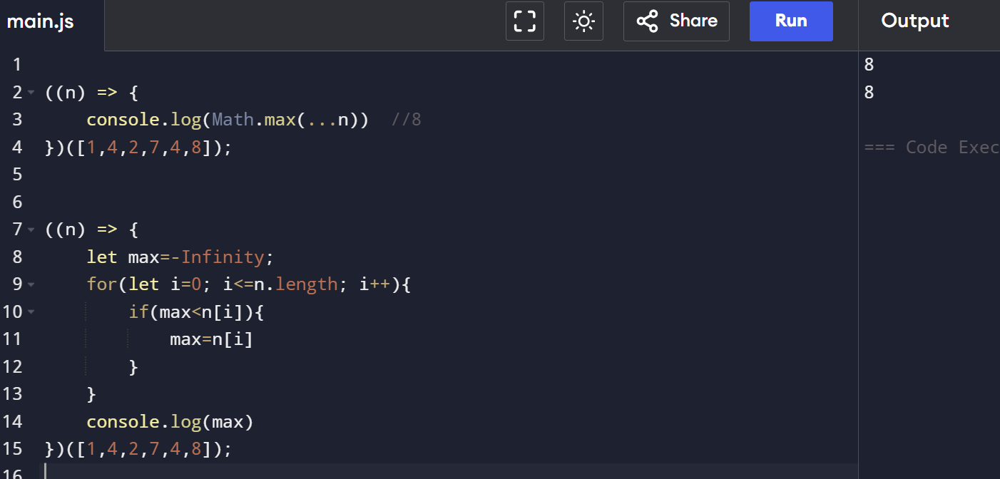 main.js
Share
Run
Output
1
2 ((n) => {
3     console.log(Math.max(...n))  //8
4 })([1,4,2,7,4,8]);
5
6
7 ((n) => {
8     let max=-Infinity;
9     for(let i=0; i<=n.length; i++){
10         if(max<n[i]){
11             max=n[i]
12         }
13     }
14     console.log(max)
15 })([1,4,2,7,4,8]);
16
8
8
=== Code Exec